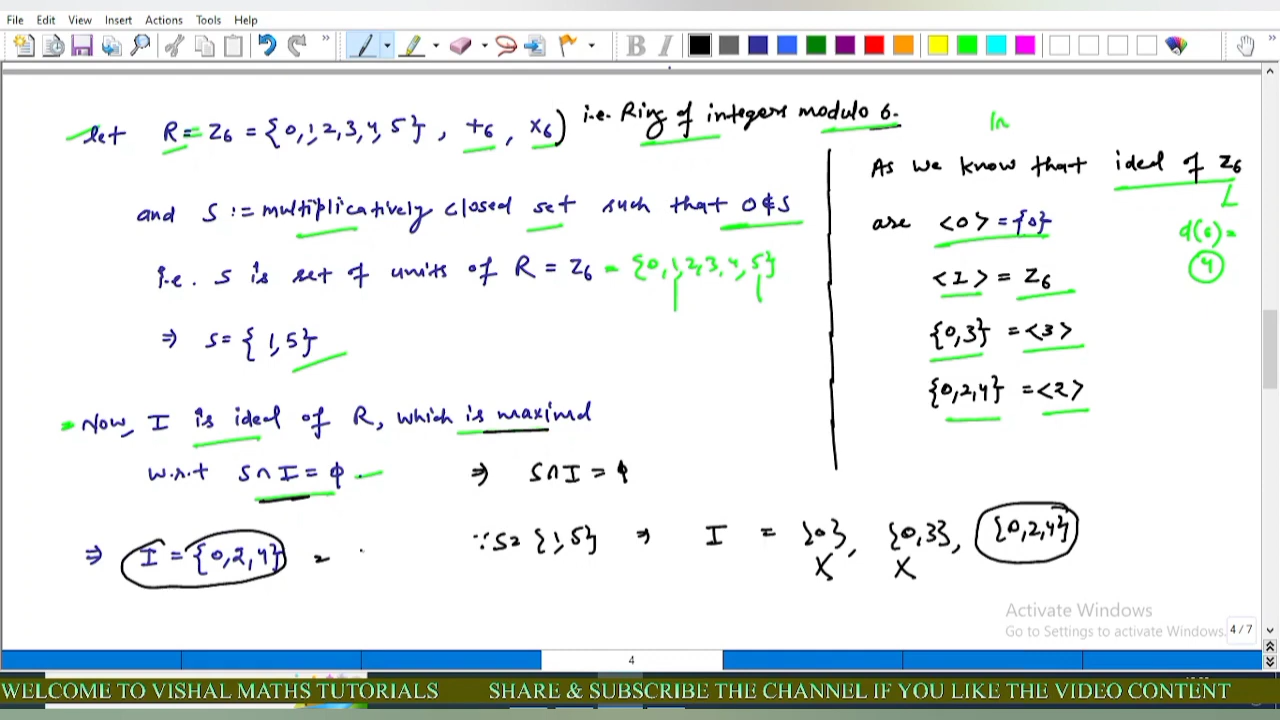 File Edit View Insert Actions Tools Help
let R = Z6 = {0,1,2,3,4,5} , +6 , ×6) i.e. Ring of integers modulo 6.
and S := multiplicatively closed set such that 0∉S
i.e. S is set of units of R = Z6 = {0,1,2,3,4,5}
⇒ S = { 1,5}
Now, I is ideal of R, which is maximal
w.r.t S∩I = ϕ ⇒ S∩I = ϕ
⇒ I = {0,2,4} = ∵ S = {1,5} ⇒ I = {0}, {0,3}, {0,2,4}
X X
In
As we know that ideal of Z6
are <0> = {0}
d(6) =
4
<1> = Z6
{0,3} = <3>
{0,2,4} = <2>
Activate Windows
Go to Settings to activate Windows.
4 / 7
4
WELCOME TO VISHAL MATHS TUTORIALS SHARE & SUBSCRIBE THE CHANNEL IF YOU LIKE THE VIDEO CONTENT